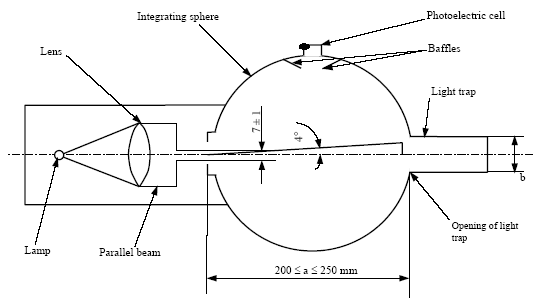 Photoelectric cell
Integrating sphere
Baffles
Lens
Light trap
7 ± 1
4°
b
Opening of light
trap
Lamp
Parallel beam
200 ≤ a ≤ 250 mm